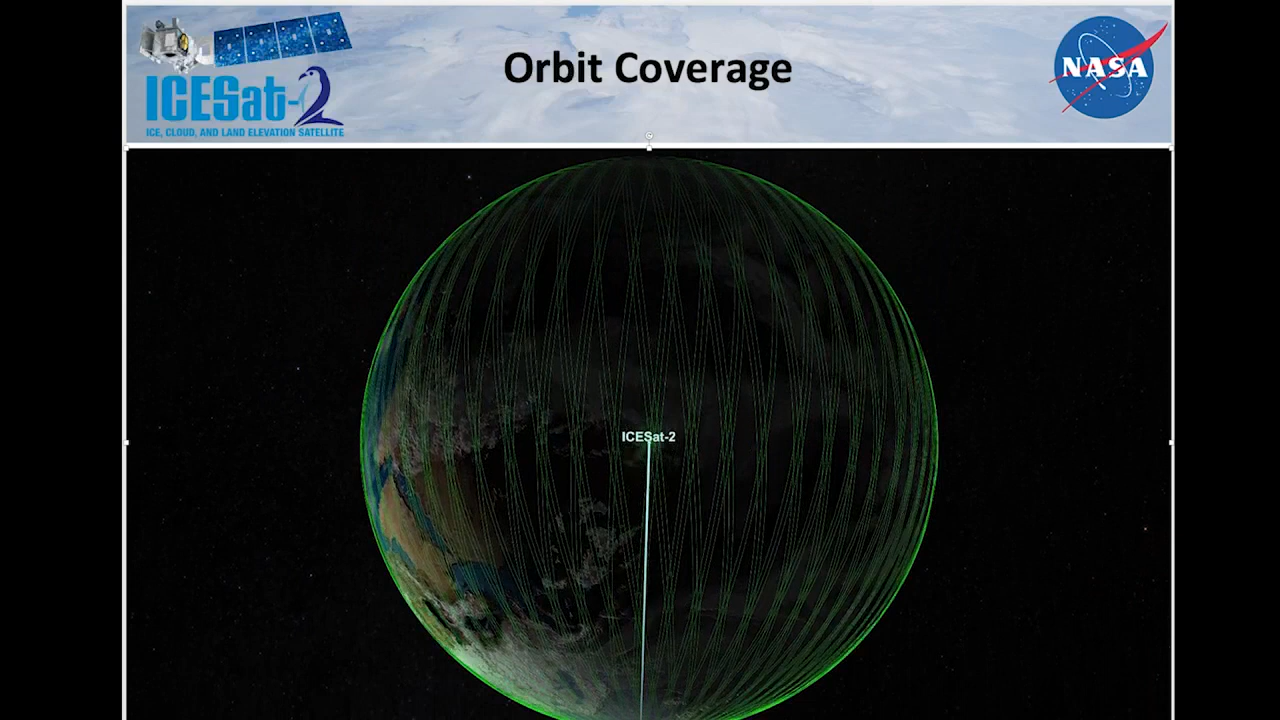 Orbit Coverage
ICESat-2
ICE, CLOUD, AND LAND ELEVATION SATELLITE
NASA
ICESat-2